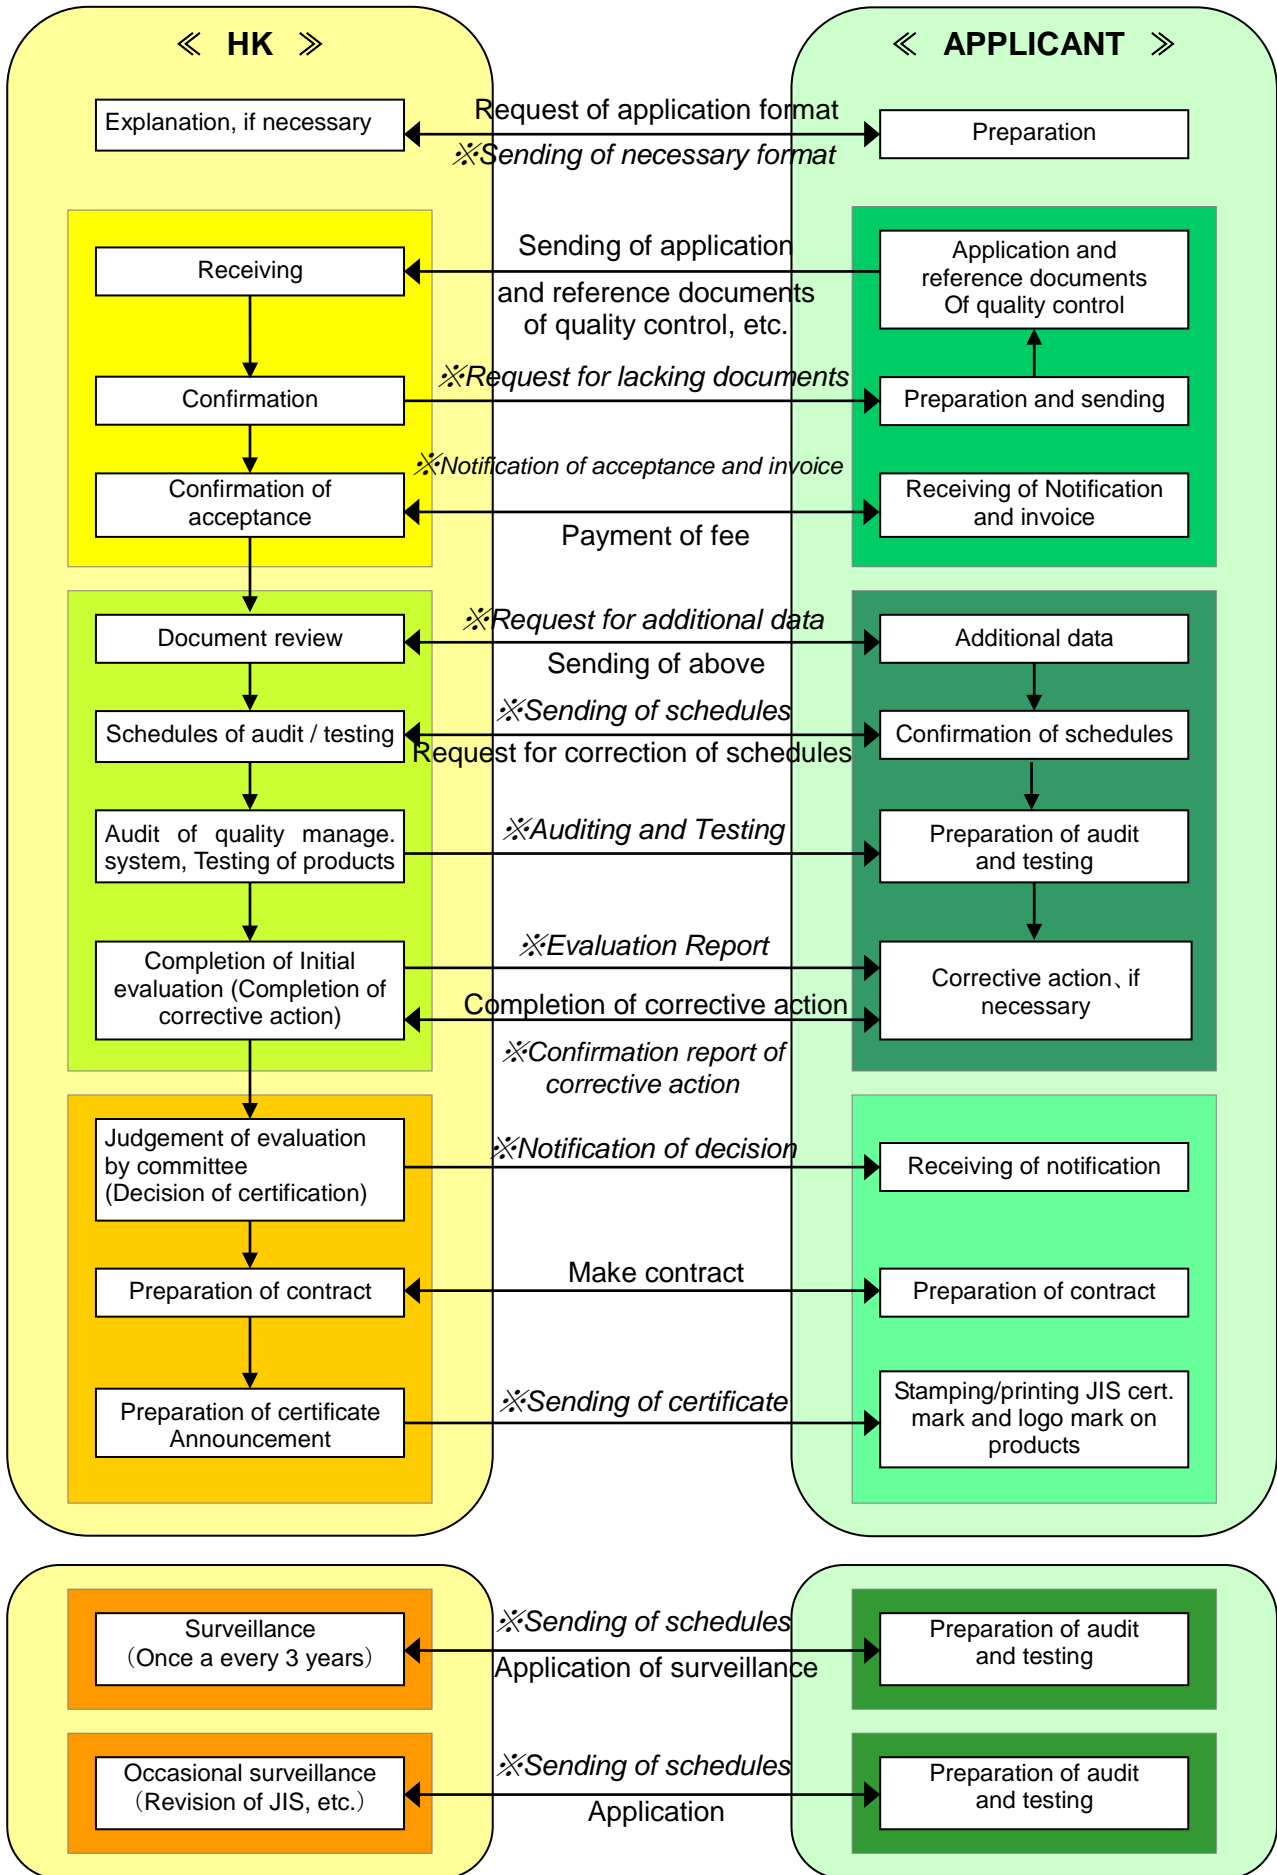 ≪ HK ≫
≪ APPLICANT ≫
Explanation, if necessary
Request of application format
※Sending of necessary format
Preparation
Receiving
Sending of application
and reference documents
of quality control, etc.
Application and
reference documents
Of quality control
Confirmation
※Request for lacking documents
Preparation and sending
Confirmation of
acceptance
※Notification of acceptance and invoice
Payment of fee
Receiving of Notification
and invoice
Document review
※Request for additional data
Sending of above
Additional data
Schedules of audit / testing
※Sending of schedules
Request for correction of schedules
Confirmation of schedules
Audit of quality manage.
system, Testing of products
※Auditing and Testing
Preparation of audit
and testing
Completion of Initial
evaluation (Completion of
corrective action)
※Evaluation Report
Completion of corrective action
※Confirmation report of
corrective action
Corrective action、if
necessary
Judgement of evaluation
by committee
(Decision of certification)
※Notification of decision
Receiving of notification
Preparation of contract
Make contract
Preparation of contract
Preparation of certificate
Announcement
※Sending of certificate
Stamping/printing JIS cert.
mark and logo mark on
products
Surveillance
（Once a every 3 years）
※Sending of schedules
Application of surveillance
Preparation of audit
and testing
Occasional surveillance
（Revision of JIS, etc.）
※Sending of schedules
Application
Preparation of audit
and testing